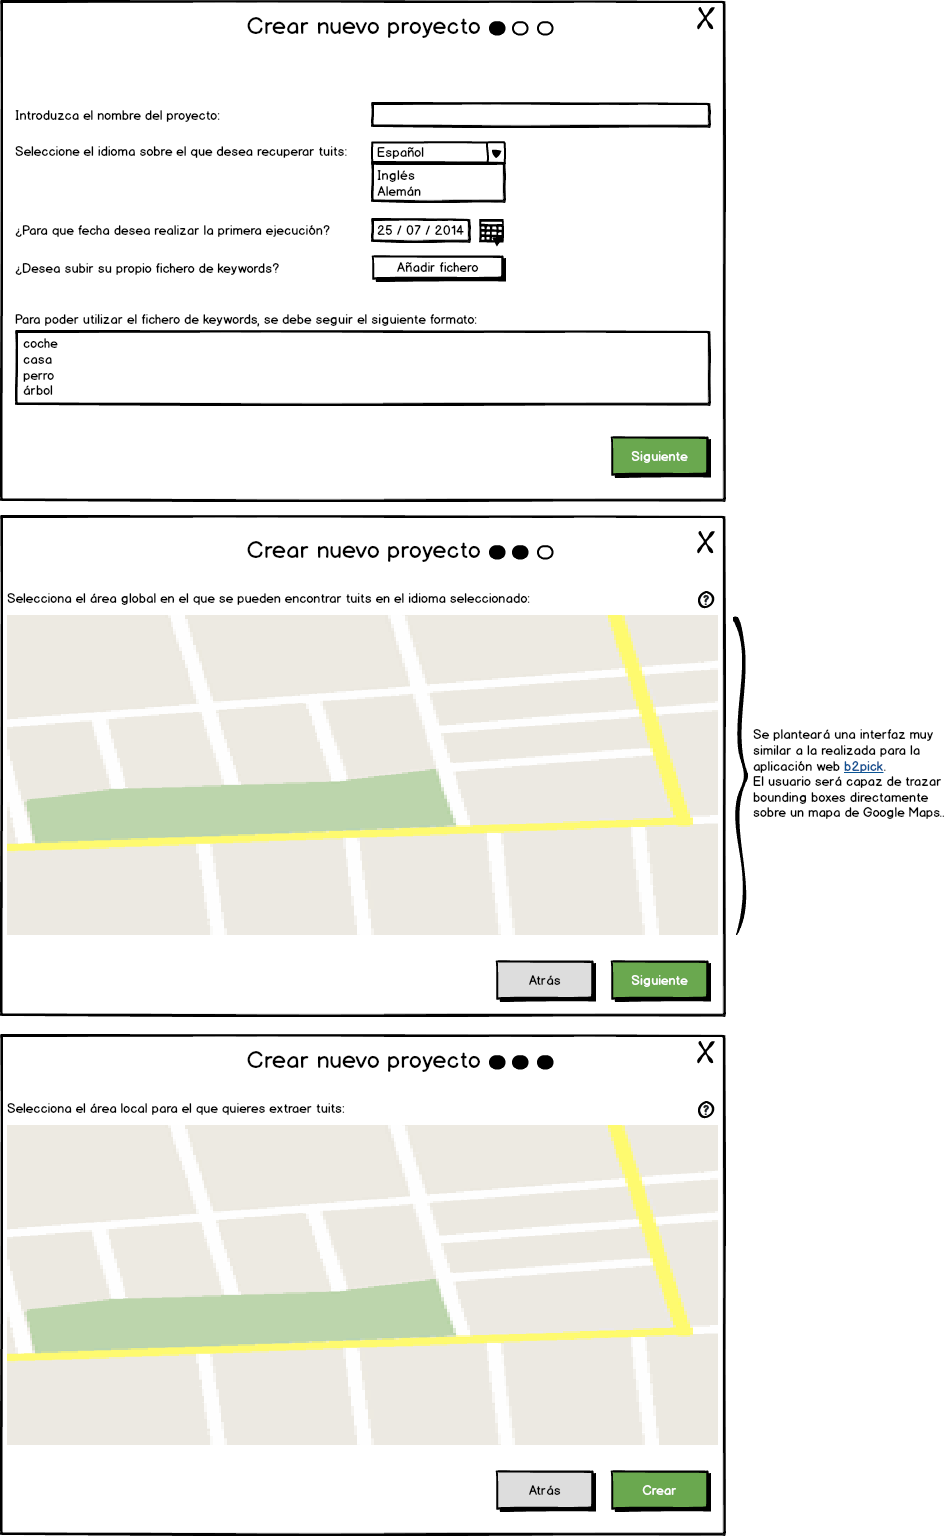 Crear nuevo proyecto
X
Introduzca el nombre del proyecto:
Seleccione el idioma sobre el que desea recuperar tuits:
Español
Inglés
Alemán
¿Para que fecha desea realizar la primera ejecución?
25 / 07 / 2014
¿Desea subir su propio fichero de keywords?
Añadir fichero
Para poder utilizar el fichero de keywords, se debe seguir el siguiente formato:
coche
casa
perro
árbol
Siguiente
Crear nuevo proyecto
X
Selecciona el área global en el que se pueden encontrar tuits en el idioma seleccionado:
?
Se planteará una interfaz muy
similar a la realizada para la
aplicación web b2pick.
El usuario será capaz de trazar
bounding boxes directamente
sobre un mapa de Google Maps..
Atrás
Siguiente
Crear nuevo proyecto
X
Selecciona el área local para el que quieres extraer tuits:
?
Atrás
Crear